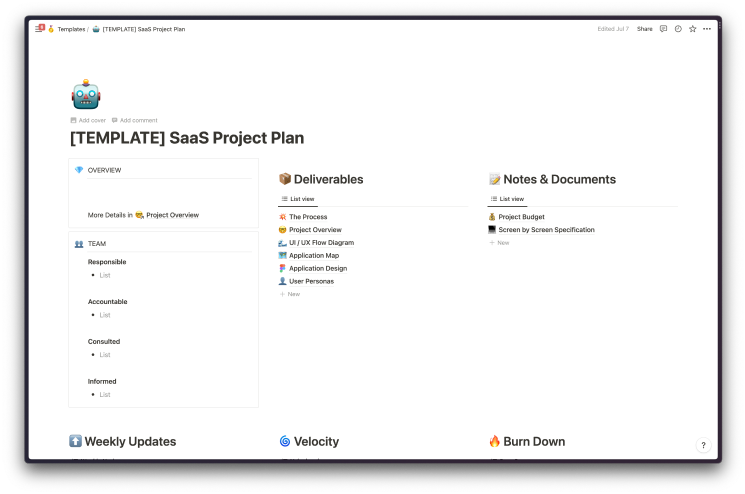 Templates / [TEMPLATE] SaaS Project Plan
Edited Jul 7 Share
Add cover Add comment
[TEMPLATE] SaaS Project Plan
OVERVIEW
More Details in Project Overview
TEAM
Responsible
List
Accountable
List
Consulted
List
Informed
List
Deliverables
List view
The Process
Project Overview
UI / UX Flow Diagram
Application Map
Application Design
User Personas
+ New
Notes & Documents
List view
Project Budget
Screen by Screen Specification
+ New
Weekly Updates
Velocity
Burn Down
?